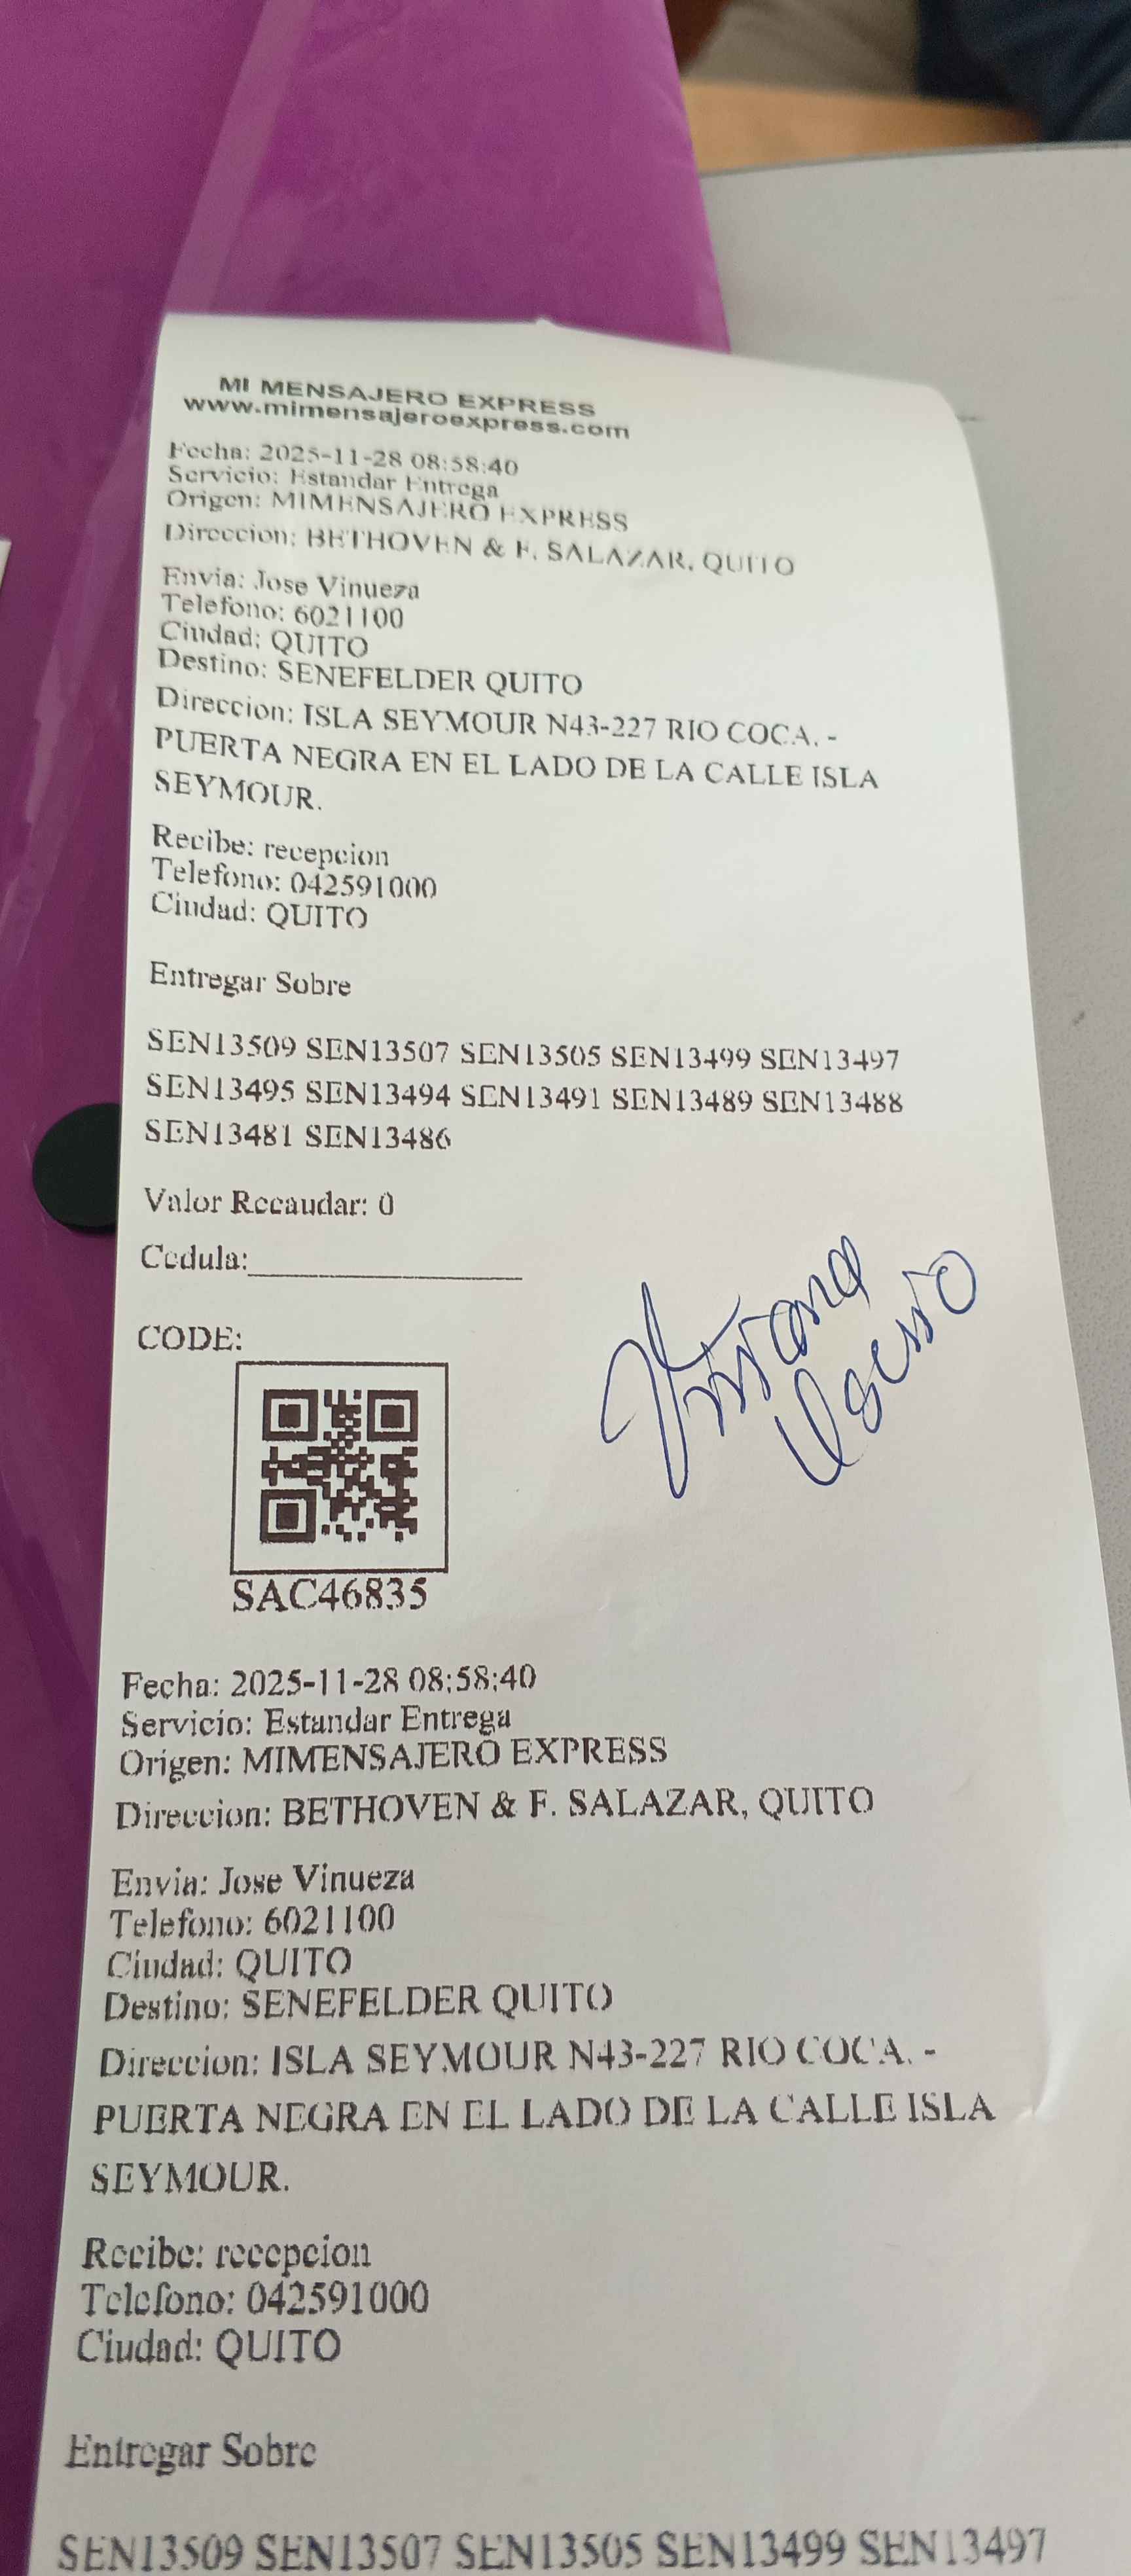 MI MENSAJERO EXPRESS
www.mimensajeroexpress.com
Fecha: 2025-11-28 08:58:40
Servicio: Estandar Entrega
Origen: MIMENSAJERO EXPRESS
Direccion: BETHOVEN & F. SALAZAR, QUITO
Envia: Jose Vinueza
Telefono: 6021100
Ciudad: QUITO
Destino: SENEFELDER QUITO
Direccion: ISLA SEYMOUR N43-227 RIO COCA. -
PUERTA NEGRA EN EL LADO DE LA CALLE ISLA
SEYMOUR.
Recibe: recepcion
Telefono: 042591000
Ciudad: QUITO
Entregar Sobre
SEN13509 SEN13507 SEN13505 SEN13499 SEN13497
SEN13495 SEN13494 SEN13491 SEN13489 SEN13488
SEN13481 SEN13486
Valor Recaudar: 0
Cedula:
Viviana
CODE:
SAC46835
Fecha: 2025-11-28 08:58:40
Servicio: Estandar Entrega
Origen: MIMENSAJERO EXPRESS
Direccion: BETHOVEN & F. SALAZAR, QUITO
Envia: Jose Vinueza
Telefono: 6021100
Ciudad: QUITO
Destino: SENEFELDER QUITO
Direccion: ISLA SEYMOUR N43-227 RIO COCA. -
PUERTA NEGRA EN EL LADO DE LA CALLE ISLA
SEYMOUR.
Recibe: recepcion
Telefono: 042591000
Ciudad: QUITO
Entregar Sobre
SEN13509 SEN13507 SEN13505 SEN13499 SEN13497